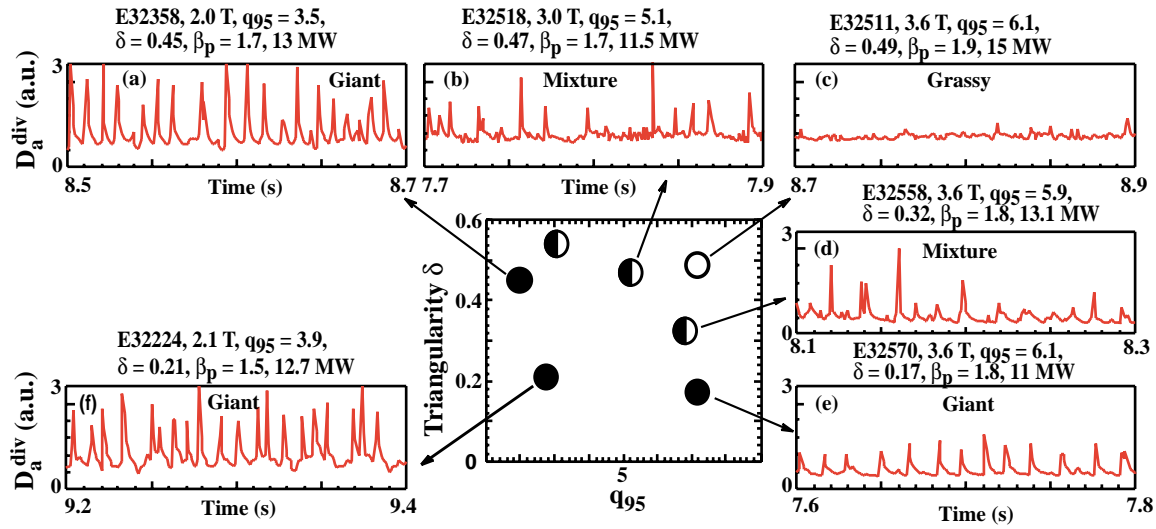 E32358, 2.0 T, q95 = 3.5,
δ = 0.45, βp = 1.7, 13 MW
E32518, 3.0 T, q95 = 5.1,
δ = 0.47, βp = 1.7, 11.5 MW
E32511, 3.6 T, q95 = 6.1,
δ = 0.49, βp = 1.9, 15 MW
3
(a)
Giant
(b)
Mixture
(c)
Grassy
Da^div (a.u.)
0
8.5
Time (s)
8.7
7.7
Time (s)
7.9
8.7
8.9
E32558, 3.6 T, q95 = 5.9,
δ = 0.32, βp = 1.8, 13.1 MW
(d)
Mixture
8.1
8.3
0.6
0.4
0.2
0
Triangularity δ
5
q95
E32224, 2.1 T, q95 = 3.9,
δ = 0.21, βp = 1.5, 12.7 MW
3
(f)
Giant
Da^div (a.u.)
0
9.2
Time (s)
9.4
E32570, 3.6 T, q95 = 6.1,
δ = 0.17, βp = 1.8, 11 MW
3
(e)
Giant
0
7.6
Time (s)
7.8